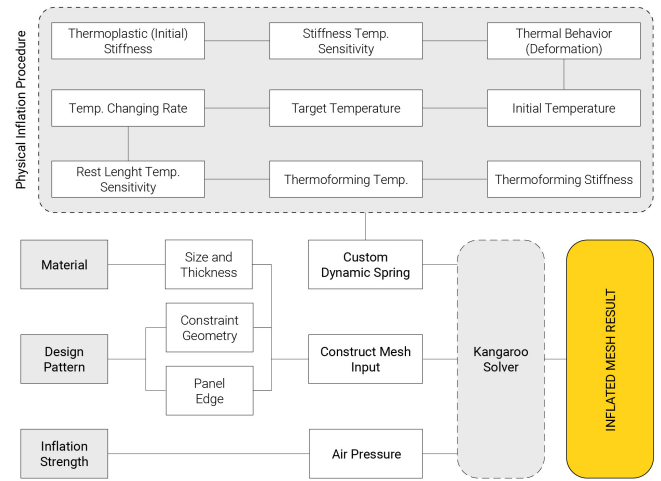 Physical Inflation Procedure
Thermoplastic (Initial)
Stiffness
Stiffness Temp.
Sensitivity
Thermal Behavior
(Deformation)
Temp. Changing Rate
Target Temperature
Initial Temperature
Rest Lenght Temp.
Sensitivity
Thermoforming Temp.
Thermoforming Stiffness
Material
Size and
Thickness
Custom
Dynamic Spring
Constraint
Geometry
Design
Pattern
Panel
Edge
Construct Mesh
Input
Kangaroo
Solver
INFLATED MESH RESULT
Inflation
Strength
Air Pressure